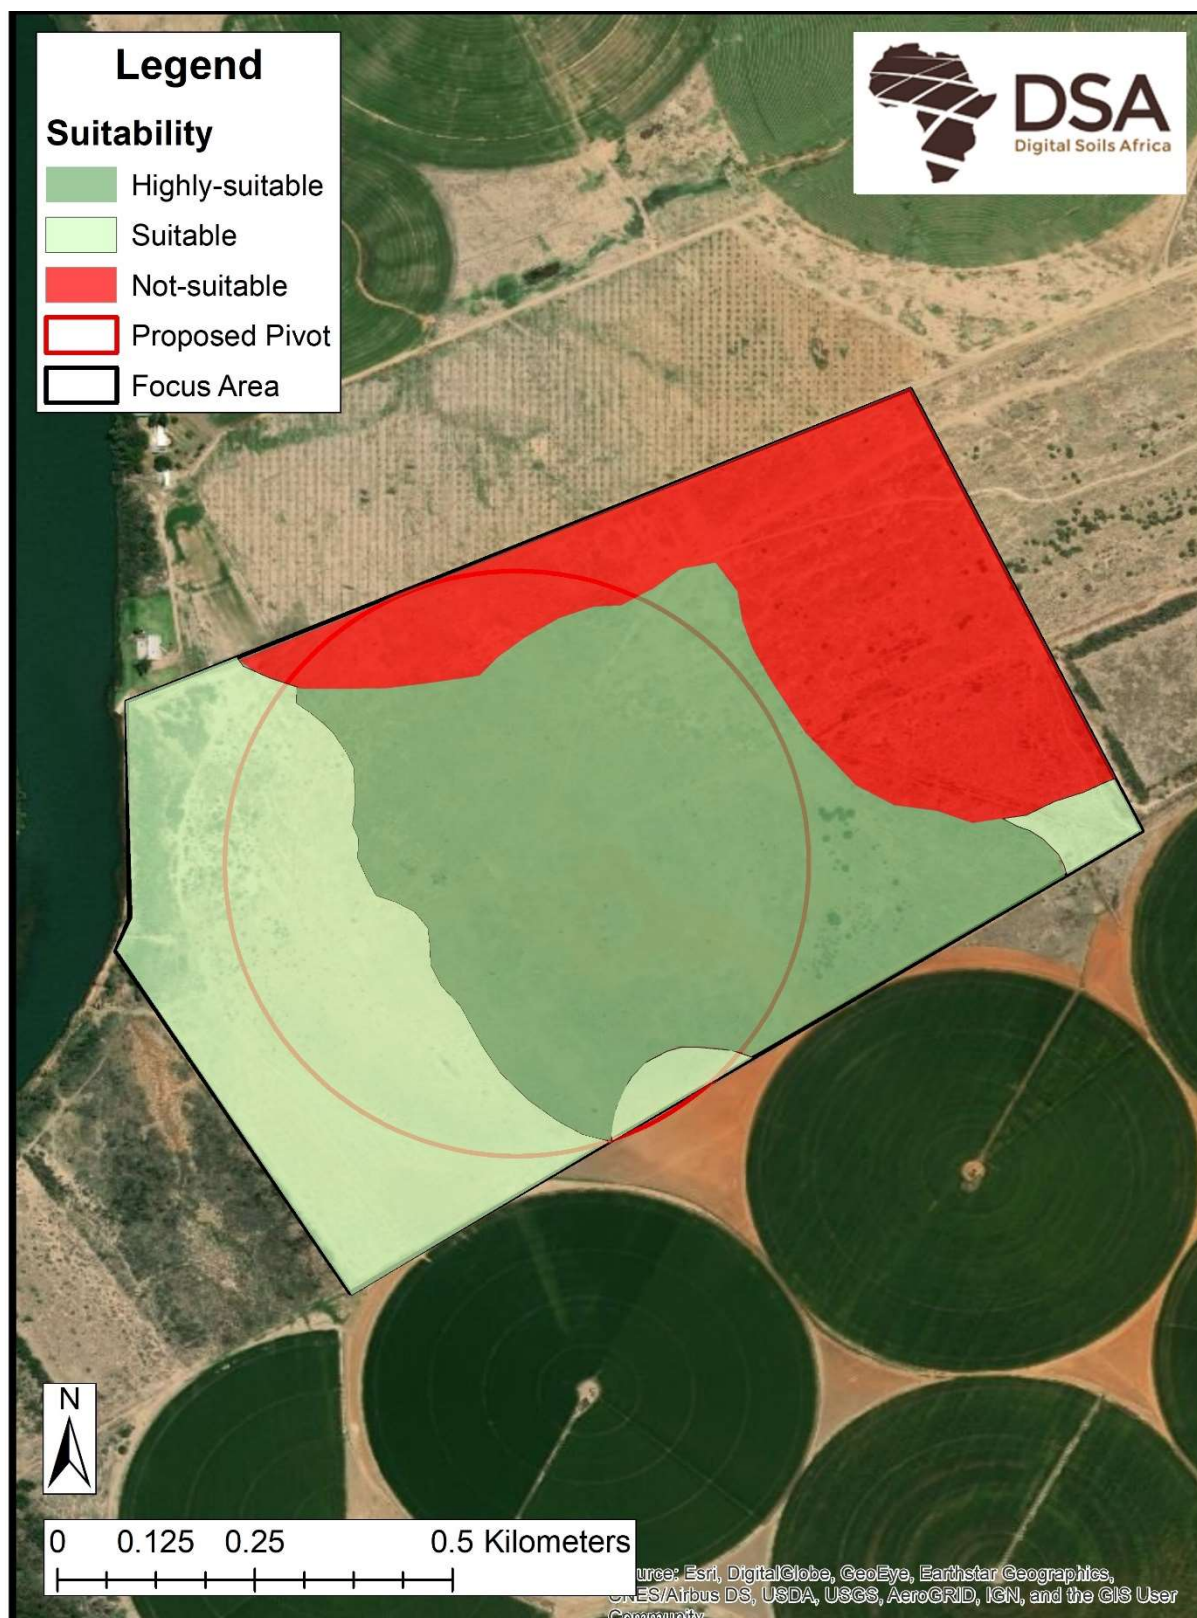 Legend
Suitability
Highly-suitable
Suitable
Not-suitable
Proposed Pivot
Focus Area
DSA
Digital Soils Africa
N
0 0.125 0.25 0.5 Kilometers
Esri, DigitalGlobe, GeoEye, Earthstar Geographics,
DS, USDA, USGS, AeroGRID, IGN, and the GIS User
Community